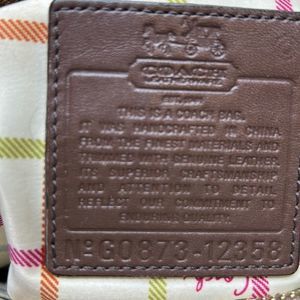 COACH
THIS IS A COACH BAG.
IT WAS HANDCRAFTED IN CHINA
FROM THE FINEST MATERIALS AND
TRIMMED WITH GENUINE LEATHER.
ITS SUPERIOR CRAFTSMANSHIP
AND ATTENTION TO DETAIL
REFLECT OUR COMMITMENT TO
ENDURING QUALITY.
Nº G0873-12358